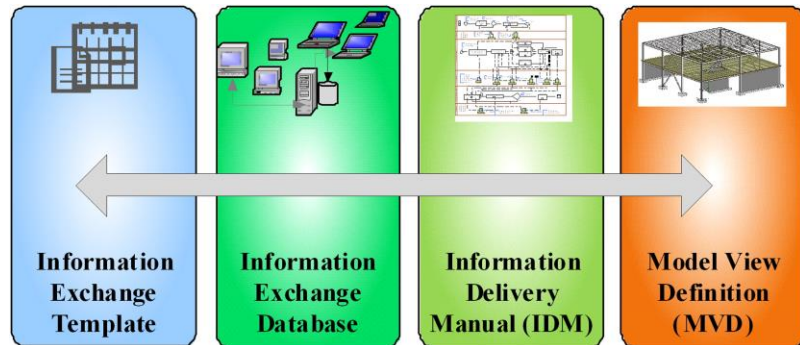 Information
Exchange
Template
Information
Exchange
Database
Information
Delivery
Manual (IDM)
Model View
Definition
(MVD)